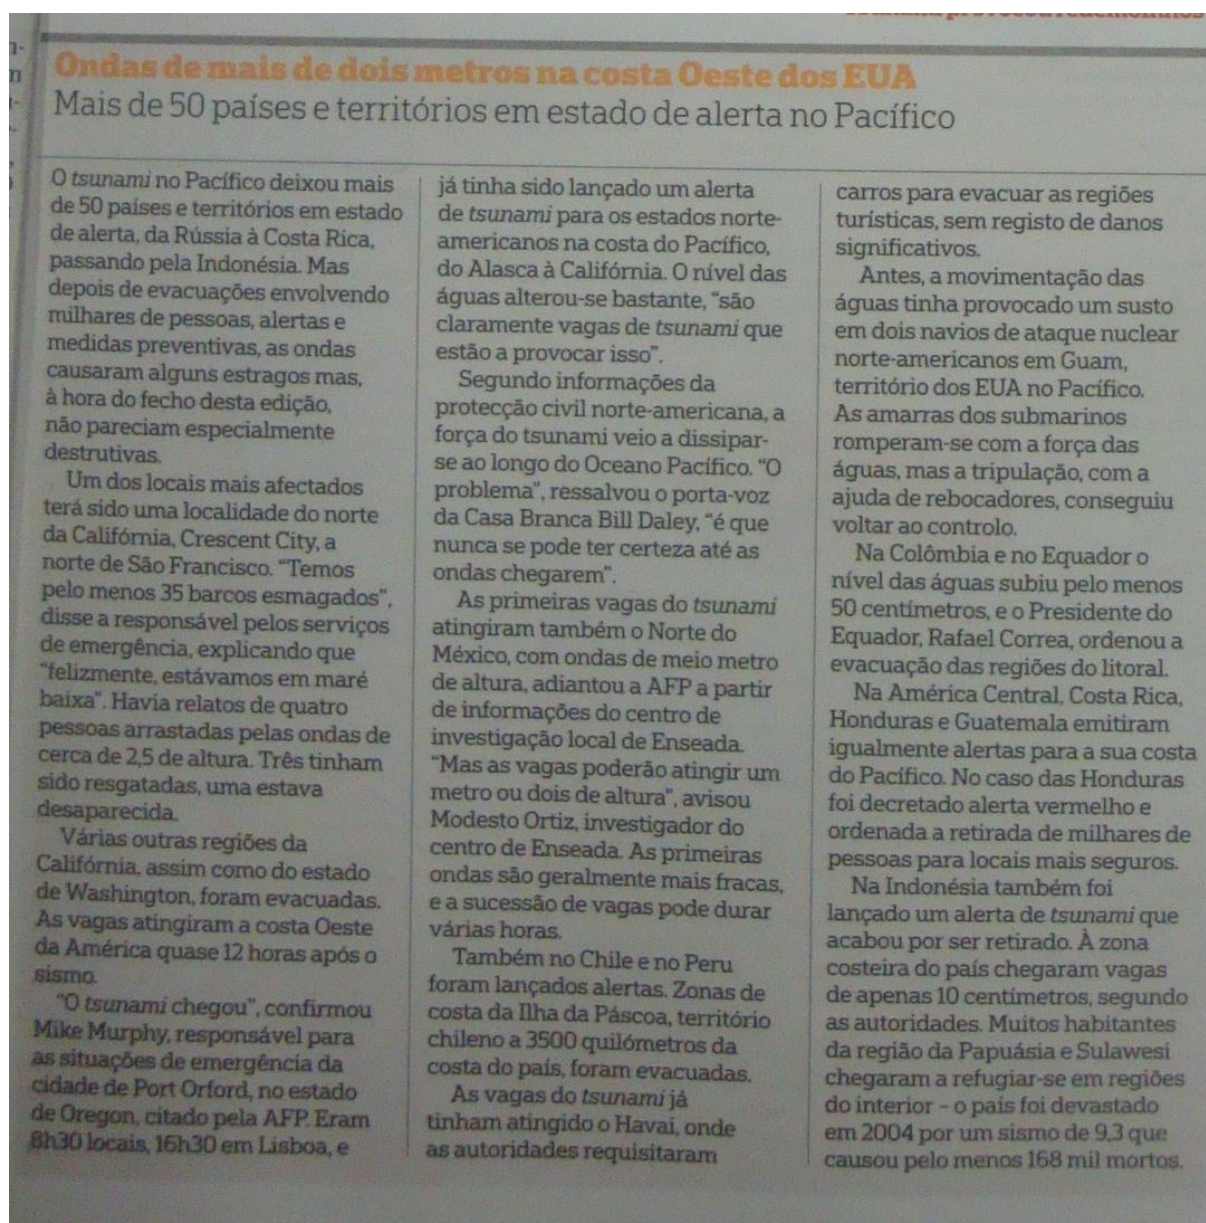 Ondas de mais de dois metros na costa Oeste dos EUA
Mais de 50 países e territórios em estado de alerta no Pacífico
O tsunami no Pacífico deixou mais
de 50 países e territórios em estado
de alerta, da Rússia à Costa Rica,
passando pela Indonésia. Mas
depois de evacuações envolvendo
milhares de pessoas, alertas e
medidas preventivas, as ondas
causaram alguns estragos mas,
à hora do fecho desta edição,
não pareciam especialmente
destrutivas.
Um dos locais mais afectados
terá sido uma localidade do norte
da Califórnia, Crescent City, a
norte de São Francisco. “Temos
pelo menos 35 barcos esmagados”,
disse a responsável pelos serviços
de emergência, explicando que
“felizmente, estávamos em maré
baixa”. Havia relatos de quatro
pessoas arrastadas pelas ondas de
cerca de 2,5 de altura. Três tinham
sido resgatadas, uma estava
desaparecida.
Várias outras regiões da
Califórnia, assim como do estado
de Washington, foram evacuadas.
As vagas atingiram a costa Oeste
da América quase 12 horas após o
sismo.
“O tsunami chegou”, confirmou
Mike Murphy, responsável para
as situações de emergência da
cidade de Port Orford, no estado
de Oregon, citado pela AFP. Eram
8h30 locais, 16h30 em Lisboa, e
já tinha sido lançado um alerta
de tsunami para os estados norte-
americanos na costa do Pacífico,
do Alasca à Califórnia. O nível das
águas alterou-se bastante, “são
claramente vagas de tsunami que
estão a provocar isso”.
Segundo informações da
protecção civil norte-americana, a
força do tsunami veio a dissipar-
se ao longo do Oceano Pacífico. “O
problema”, ressalvou o porta-voz
da Casa Branca Bill Daley, “é que
nunca se pode ter certeza até as
ondas chegarem”.
As primeiras vagas do tsunami
atingiram também o Norte do
México, com ondas de meio metro
de altura, adiantou a AFP a partir
de informações do centro de
investigação local de Enseada.
“Mas as vagas poderão atingir um
metro ou dois de altura”, avisou
Modesto Ortiz, investigador do
centro de Enseada. As primeiras
ondas são geralmente mais fracas,
e a sucessão de vagas pode durar
várias horas.
Também no Chile e no Peru
foram lançados alertas. Zonas de
costa da Ilha da Páscoa, território
chileno a 3500 quilómetros da
costa do país, foram evacuadas.
As vagas do tsunami já
tinham atingido o Havai, onde
as autoridades requisitaram
carros para evacuar as regiões
turísticas, sem registo de danos
significativos.
Antes, a movimentação das
águas tinha provocado um susto
em dois navios de ataque nuclear
norte-americanos em Guam,
território dos EUA no Pacífico.
As amarras dos submarinos
romperam-se com a força das
águas, mas a tripulação, com a
ajuda de rebocadores, conseguiu
voltar ao controlo.
Na Colômbia e no Equador o
nível das águas subiu pelo menos
50 centímetros, e o Presidente do
Equador, Rafael Correa, ordenou a
evacuação das regiões do litoral.
Na América Central, Costa Rica,
Honduras e Guatemala emitiram
igualmente alertas para a sua costa
do Pacífico. No caso das Honduras
foi decretado alerta vermelho e
ordenada a retirada de milhares de
pessoas para locais mais seguros.
Na Indonésia também foi
lançado um alerta de tsunami que
acabou por ser retirado. À zona
costeira do país chegaram vagas
de apenas 10 centímetros, segundo
as autoridades. Muitos habitantes
da região da Papuásia e Sulawesi
chegaram a refugiar-se em regiões
do interior – o país foi devastado
em 2004 por um sismo de 9,3 que
causou pelo menos 168 mil mortos.